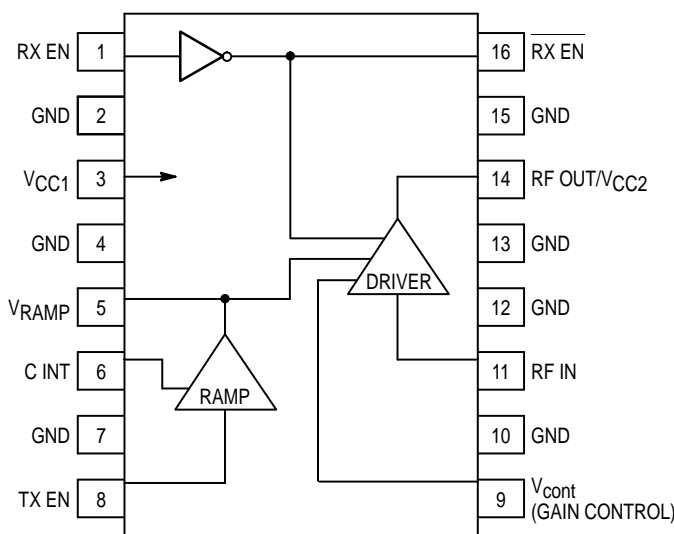 RX EN 1
GND 2
VCC1 3
GND 4
VRAMP 5
C INT 6
GND 7
TX EN 8
RAMP
DRIVER
16 RX EN
15 GND
14 RF OUT/VCC2
13 GND
12 GND
11 RF IN
10 GND
9 Vcont
(GAIN CONTROL)